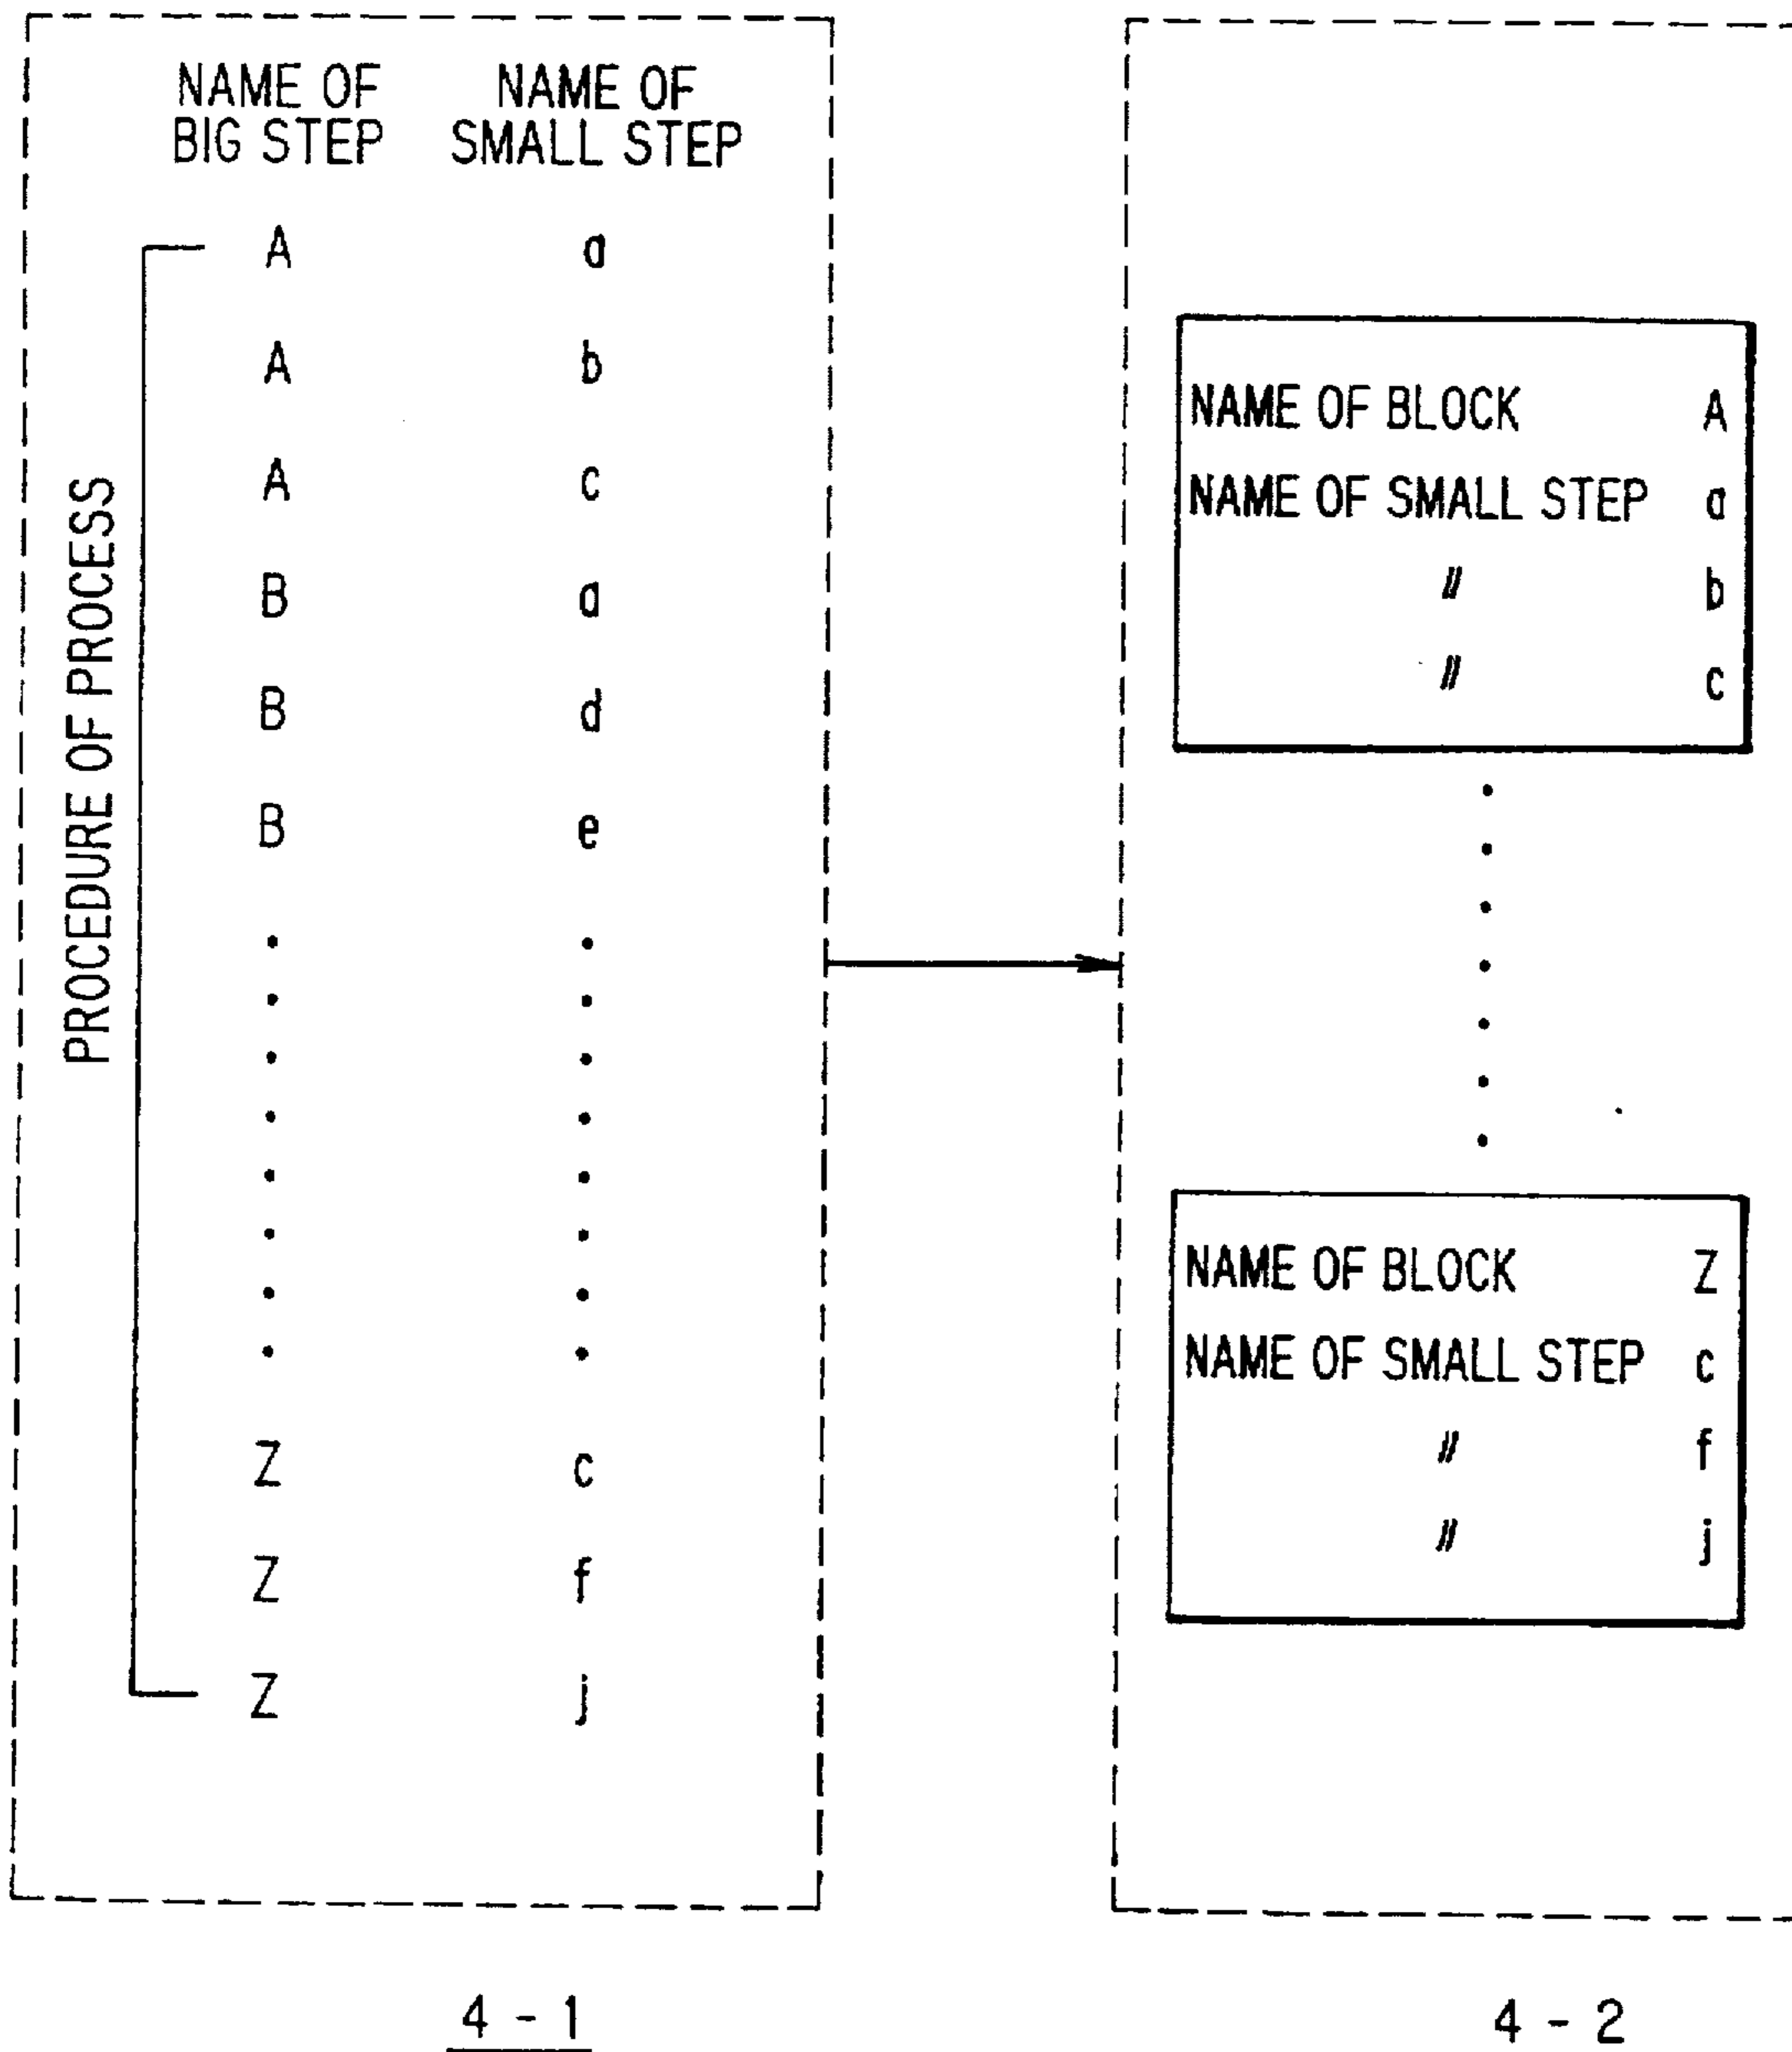 NAME OF BIG STEP NAME OF SMALL STEP
PROCEDURE OF PROCESS
A a
A b
A c
B a
B d
B e
Z c
Z f
Z j
4 - 1
NAME OF BLOCK A
NAME OF SMALL STEP a
〃 b
〃 c
NAME OF BLOCK Z
NAME OF SMALL STEP c
〃 f
〃 j
4 - 2